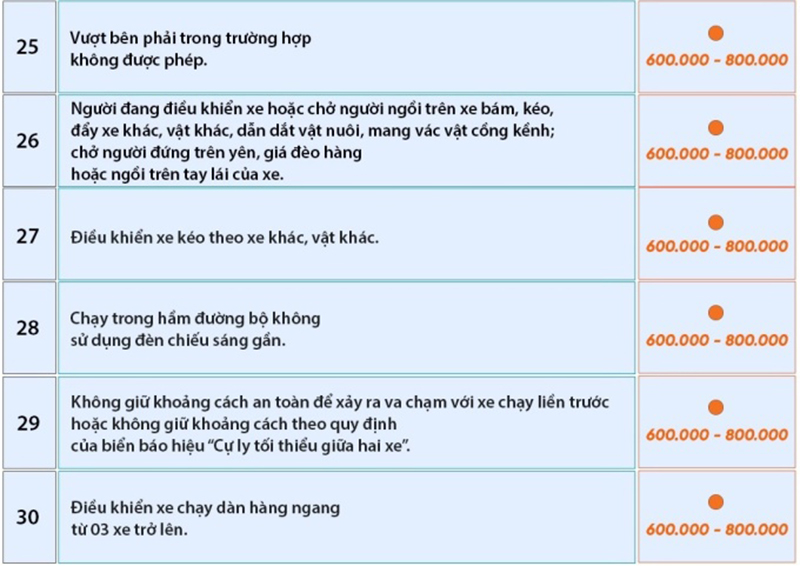 25
Vượt bên phải trong trường hợp
không được phép.
600.000 - 800.000
26
Người đang điều khiển xe hoặc chở người ngồi trên xe bám, kéo,
đẩy xe khác, vật khác, dẫn dắt vật nuôi, mang vác vật cồng kềnh;
chở người đứng trên yên, giá đèo hàng
hoặc ngồi trên tay lái của xe.
600.000 - 800.000
27
Điều khiển xe kéo theo xe khác, vật khác.
600.000 - 800.000
28
Chạy trong hầm đường bộ không
sử dụng đèn chiếu sáng gần.
600.000 - 800.000
29
Không giữ khoảng cách an toàn để xảy ra va chạm với xe chạy liền trước
hoặc không giữ khoảng cách theo quy định
của biển báo hiệu “Cự ly tối thiểu giữa hai xe”.
600.000 - 800.000
30
Điều khiển xe chạy dàn hàng ngang
từ 03 xe trở lên.
600.000 - 800.000